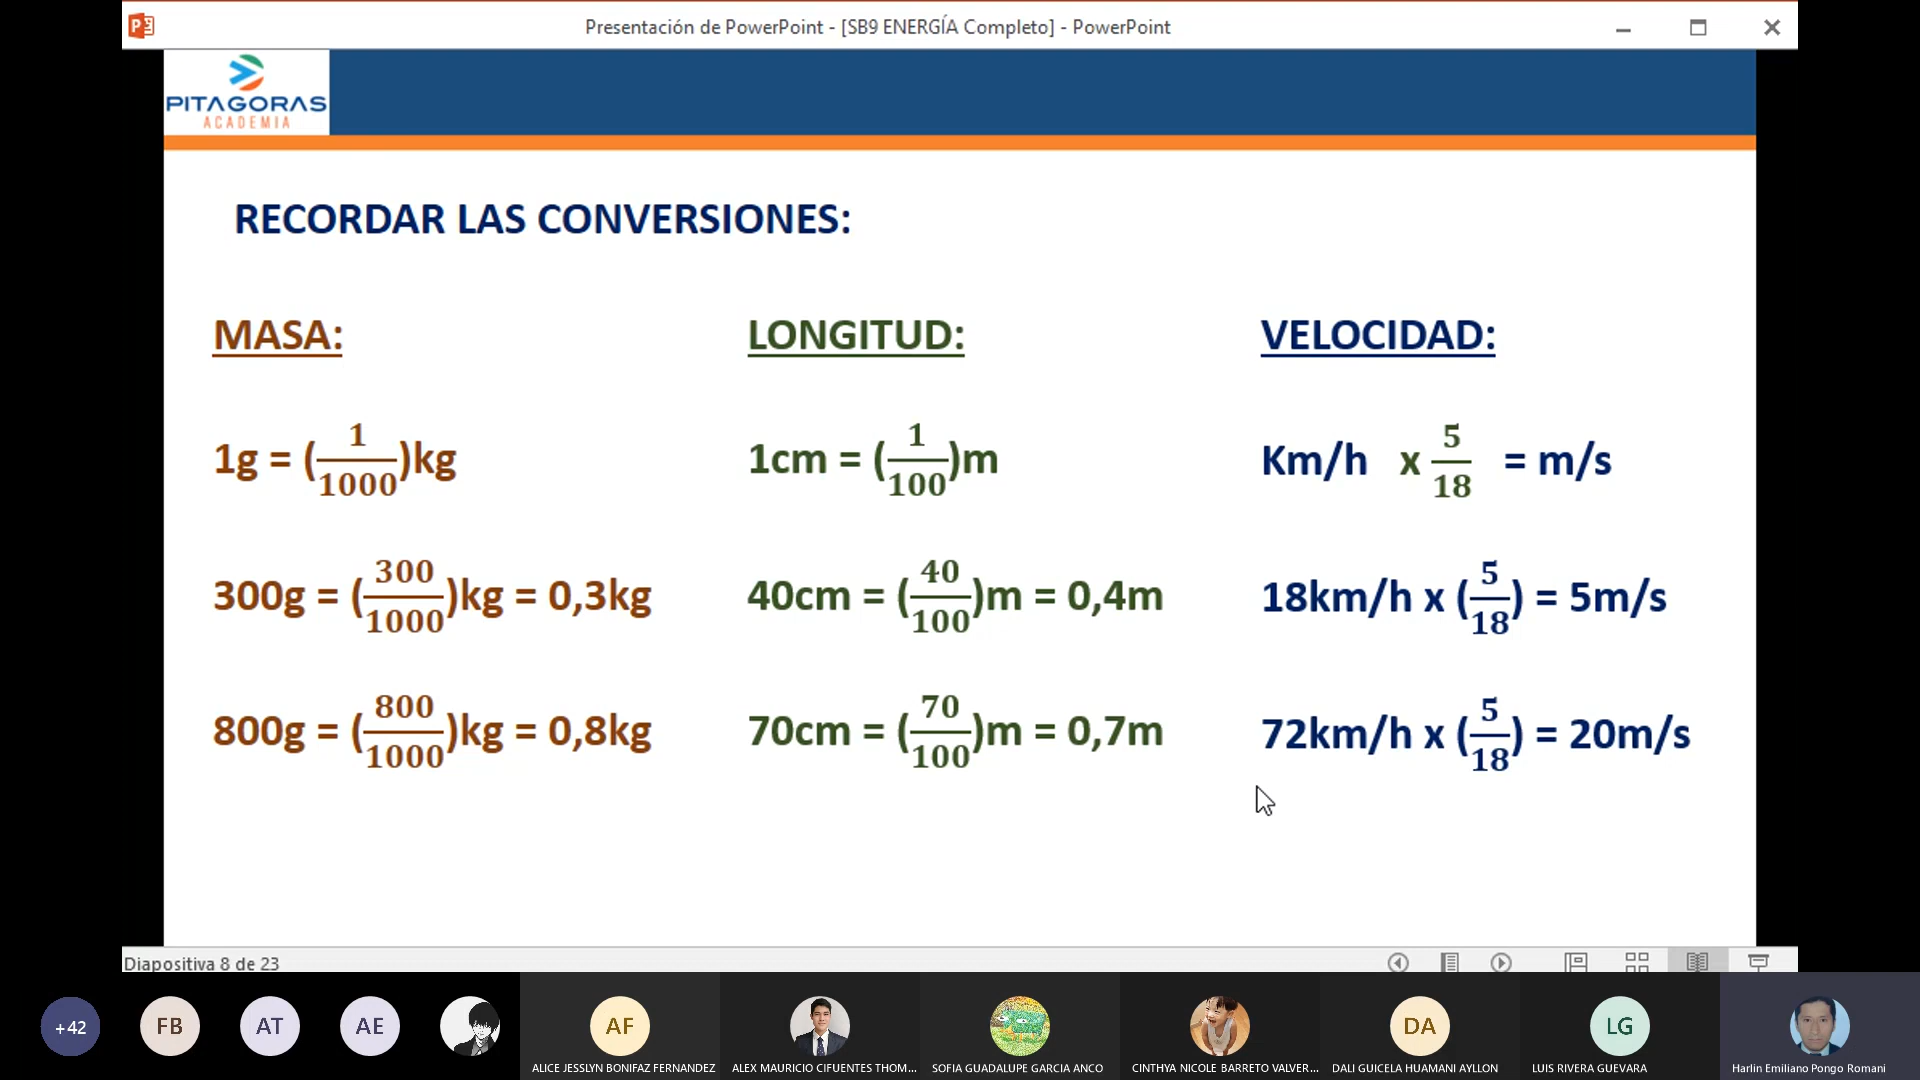 Presentación de PowerPoint - [SB9 ENERGÍA Completo] - PowerPoint
PITAGORAS
ACADEMIA
RECORDAR LAS CONVERSIONES:
MASA:
1g = (1/1000)kg
300g = (300/1000)kg = 0,3kg
800g = (800/1000)kg = 0,8kg
LONGITUD:
1cm = (1/100)m
40cm = (40/100)m = 0,4m
70cm = (70/100)m = 0,7m
VELOCIDAD:
Km/h x 5/18 = m/s
18km/h x (5/18) = 5m/s
72km/h x (5/18) = 20m/s
Diapositiva 8 de 23
+42
FB
AT
AE
AF
ALICE JESSLYN BONIFAZ FERNANDEZ
ALEX MAURICIO CIFUENTES THOM...
SOFIA GUADALUPE GARCIA ANCO
CINTHYA NICOLE BARRETO VALVER...
DA
DALI GUICELA HUAMANI AYLLON
LG
LUIS RIVERA GUEVARA
Harlin Emiliano Pongo Romani